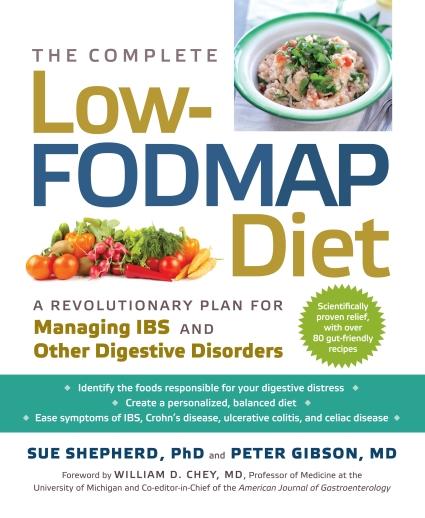 THE COMPLETE
Low-
FODMAP
Diet
A REVOLUTIONARY PLAN FOR
Managing IBS AND
Other Digestive Disorders
Scientifically
proven relief,
with over
80 gut-friendly
recipes
Identify the foods responsible for your digestive distress
Create a personalized, balanced diet
Ease symptoms of IBS, Crohn's disease, ulcerative colitis, and celiac disease
SUE SHEPHERD, PhD and PETER GIBSON, MD
Foreword by WILLIAM D. CHEY, MD, Professor of Medicine at the
University of Michigan and Co-editor-in-Chief of the American Journal of Gastroenterology